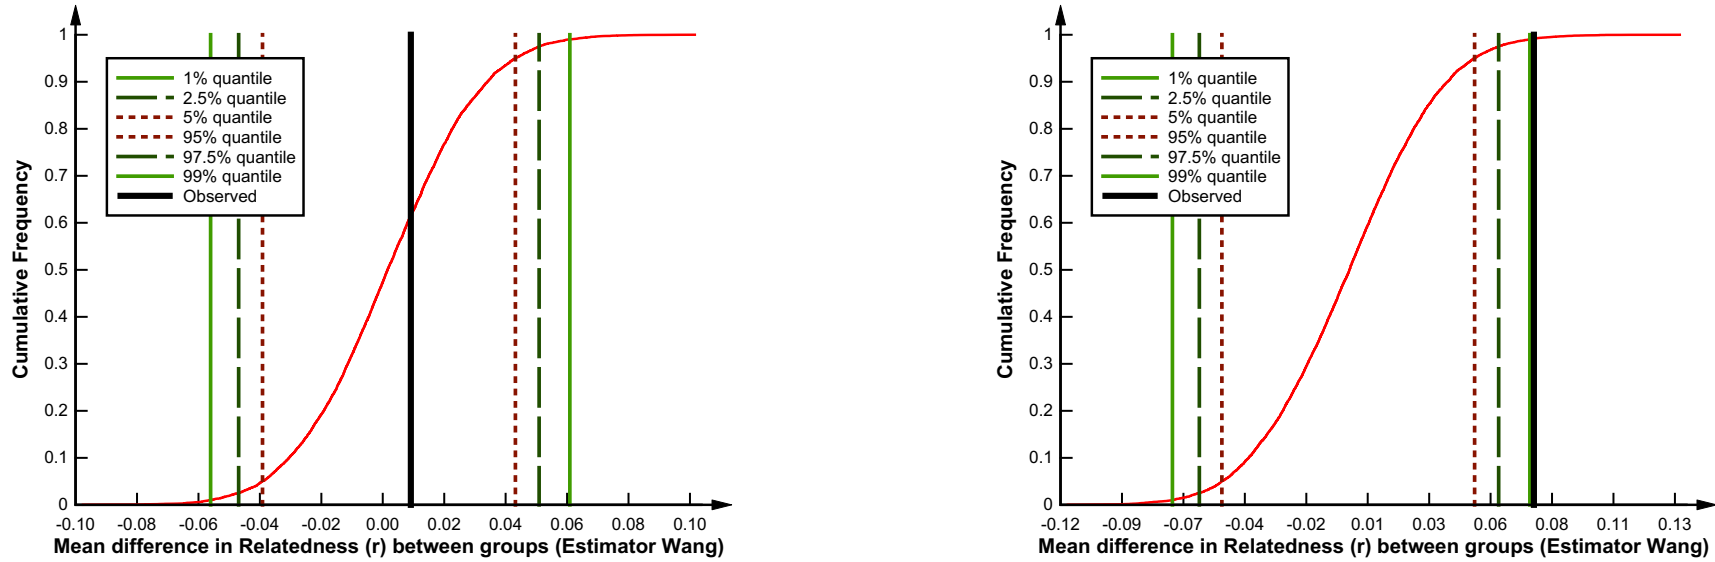 1
0.9
0.8
0.7
0.6
0.5
0.4
0.3
0.2
0.1
0
Cumulative Frequency
1% quantile
2.5% quantile
5% quantile
95% quantile
97.5% quantile
99% quantile
Observed
-0.10 -0.08 -0.06 -0.04 -0.02 0.00 0.02 0.04 0.06 0.08 0.10
Mean difference in Relatedness (r) between groups (Estimator Wang)
1
0.9
0.8
0.7
0.6
0.5
0.4
0.3
0.2
0.1
0
Cumulative Frequency
1% quantile
2.5% quantile
5% quantile
95% quantile
97.5% quantile
99% quantile
Observed
-0.12 -0.09 -0.07 -0.04 -0.02 0.01 0.03 0.06 0.08 0.11 0.13
Mean difference in Relatedness (r) between groups (Estimator Wang)